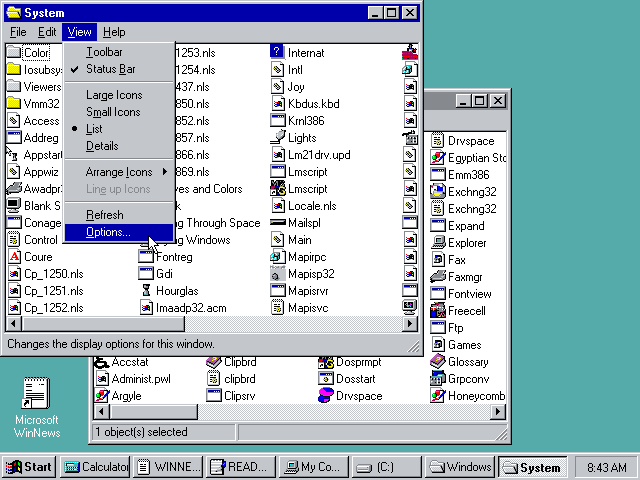 System
File Edit View Help
Toolbar
Status Bar
Large Icons
Small Icons
List
Details
Arrange Icons
Line up Icons
Refresh
Options...
Color
Iosubsys
Viewers
Vmm32
Access
Addreg
Appstart
Appwiz
Awadpr3
Blank S
Conage
Control
Coure
Cp_1250.nls
Cp_1251.nls
Cp_1252.nls
1253.nls
1254.nls
437.nls
850.nls
852.nls
857.nls
866.nls
869.nls
ves and Colors
ing Through Space
ying Windows
Fontreg
Gdi
Hourglas
Imaadp32.acm
Internat
Intl
Joy
Kbdus.kbd
Krnl386
Lights
Lm21drv.upd
Lmscript
Lmscript
Locale.nls
Mailspl
Main
Mapirpc
Mapisp32
Mapisrvr
Mapisvc
Changes the display options for this window.
Drvspace
Egyptian Sto
Emm386
Exchng32
Exchng32
Expand
Explorer
Fax
Faxmgr
Fontview
Freecell
Ftp
Games
Glossary
Grpconv
Honeycomb
Accstat
Administ.pwl
Argyle
Clipbrd
clipbrd
Clipsrv
Dosprmpt
Dosstart
Drvspace
1 object(s) selected
Microsoft
WinNews
Start Calculator WINNE... READ... My Co... (C:) Windows System 8:43 AM